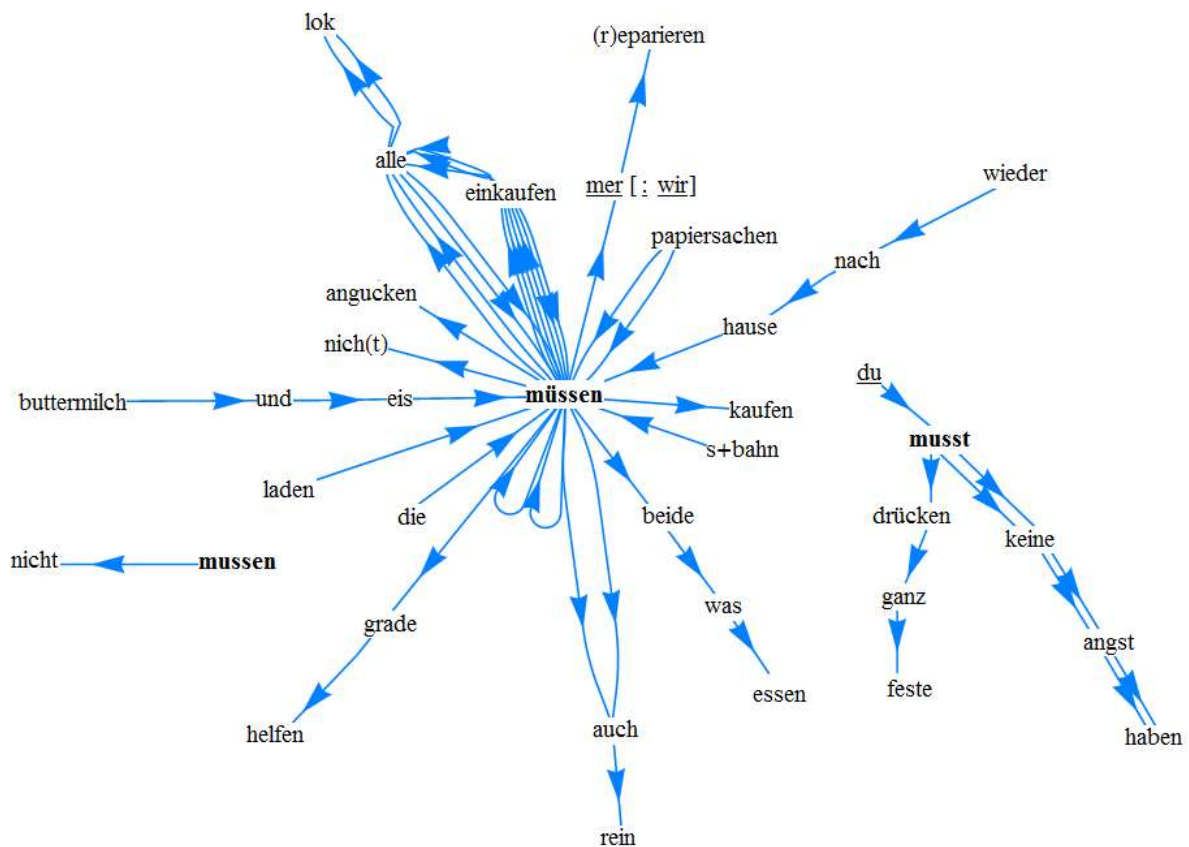 lok
(r)eparieren
alle
einkaufen
mer [ : wir]
wieder
papiersachen
nach
angucken
hause
nich(t)
du
buttermilch
und
eis
müssen
kaufen
musst
s+bahn
laden
die
beide
drücken
keine
nicht
mussen
was
ganz
grade
angst
essen
feste
helfen
auch
haben
rein